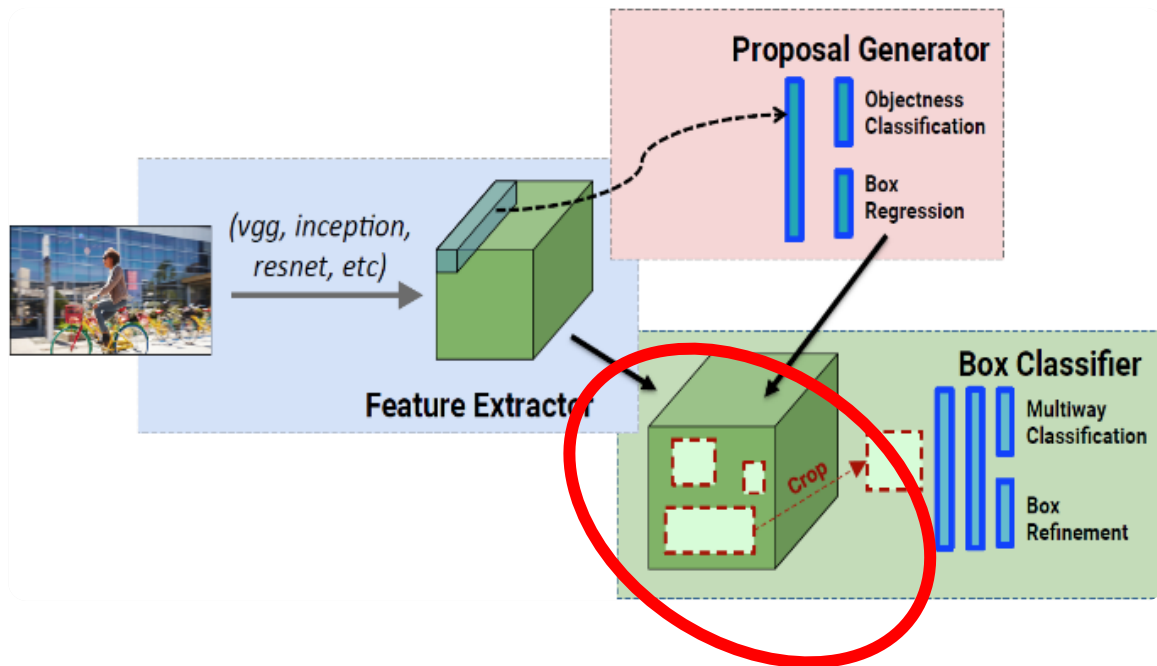 Proposal Generator
Objectness
Classification
Box
Regression
(vgg, inception,
resnet, etc)
Feature Extractor
Box Classifier
Multiway
Classification
Crop
Box
Refinement